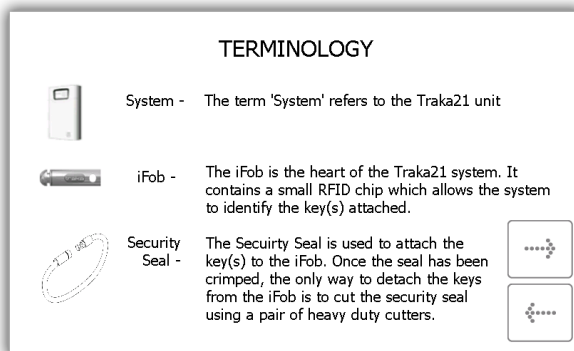 TERMINOLOGY
System - The term 'System' refers to the Traka21 unit
iFob - The iFob is the heart of the Traka21 system. It
contains a small RFID chip which allows the system
to identify the key(s) attached.
Security The Secuirty Seal is used to attach the
Seal - key(s) to the iFob. Once the seal has been
crimped, the only way to detach the keys
from the iFob is to cut the security seal
using a pair of heavy duty cutters.